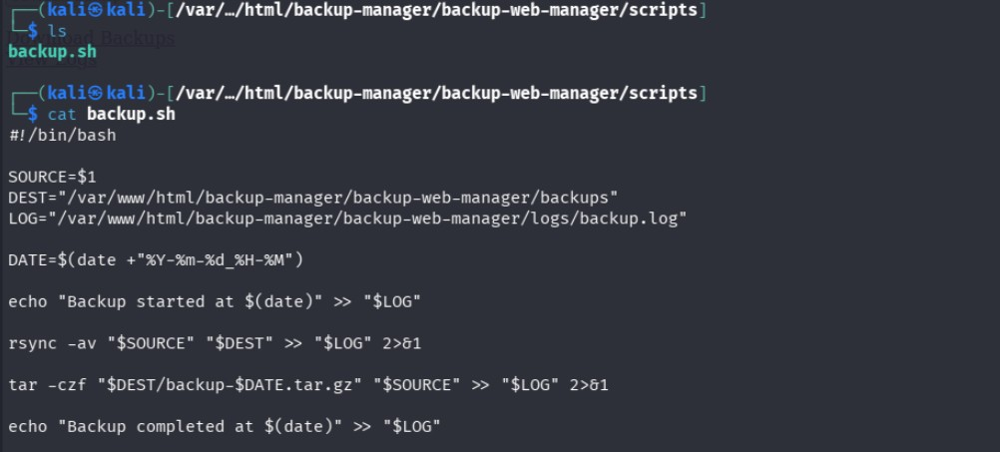 ┌──(kali㉿kali)-[/var/…/html/backup-manager/backup-web-manager/scripts]
└─$ ls
Download Backups
backup.sh
┌──(kali㉿kali)-[/var/…/html/backup-manager/backup-web-manager/scripts]
└─$ cat backup.sh
#!/bin/bash
SOURCE=$1
DEST="/var/www/html/backup-manager/backup-web-manager/backups"
LOG="/var/www/html/backup-manager/backup-web-manager/logs/backup.log"
DATE=$(date +"%Y-%m-%d_%H-%M")
echo "Backup started at $(date)" >> "$LOG"
rsync -av "$SOURCE" "$DEST" >> "$LOG" 2>&1
tar -czf "$DEST/backup-$DATE.tar.gz" "$SOURCE" >> "$LOG" 2>&1
echo "Backup completed at $(date)" >> "$LOG"